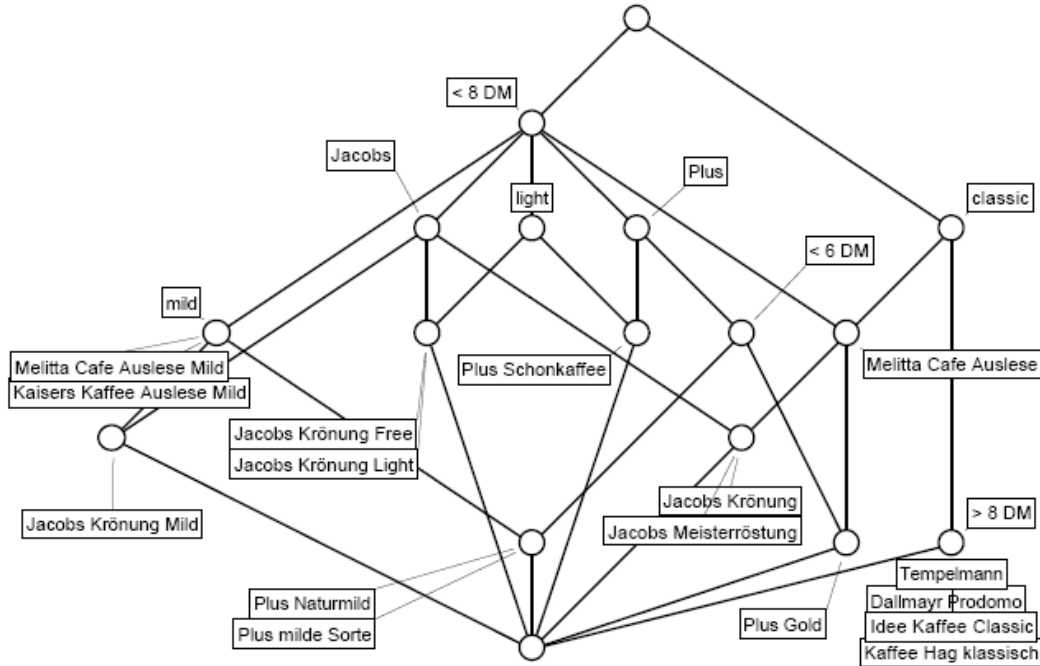 < 8 DM
Jacobs
light
Plus
classic
< 6 DM
mild
Melitta Cafe Auslese Mild
Kaisers Kaffee Auslese Mild
Plus Schonkaffee
Melitta Cafe Auslese
Jacobs Krönung Free
Jacobs Krönung Light
Jacobs Krönung Mild
Jacobs Krönung
Jacobs Meisterröstung
> 8 DM
Plus Naturmild
Plus milde Sorte
Plus Gold
Tempelmann
Dallmayr Prodomo
Idee Kaffee Classic
Kaffee Hag klassisch